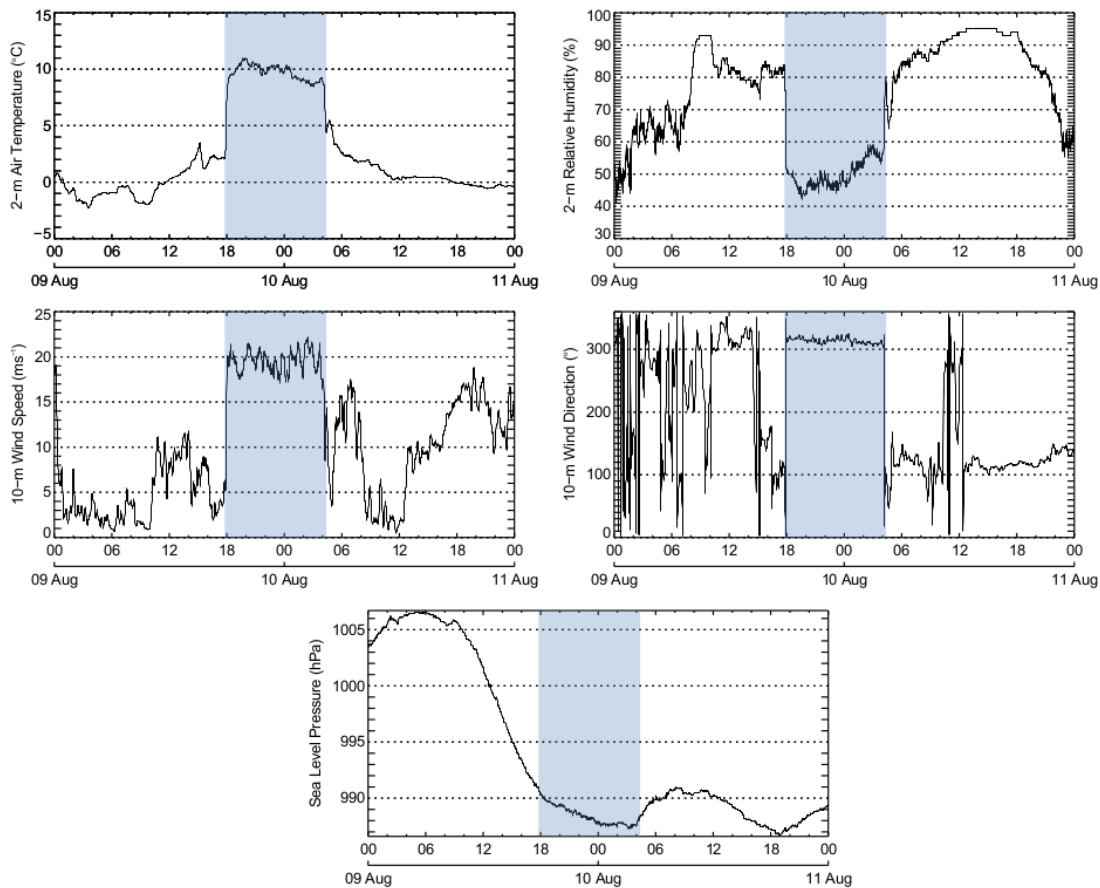 15
10
5
0
−5
2−m Air Temperature (°C)
00 06 12 18 00 06 12 18 00
09 Aug 10 Aug 11 Aug
100
90
80
70
60
50
40
30
2−m Relative Humidity (%)
00 06 12 18 00 06 12 18 00
09 Aug 10 Aug 11 Aug
25
20
15
10
5
0
10−m Wind Speed (ms⁻¹)
00 06 12 18 00 06 12 18 00
09 Aug 10 Aug 11 Aug
300
200
100
0
10−m Wind Direction (°)
00 06 12 18 00 06 12 18 00
09 Aug 10 Aug 11 Aug
1005
1000
995
990
Sea Level Pressure (hPa)
00 06 12 18 00 06 12 18 00
09 Aug 10 Aug 11 Aug